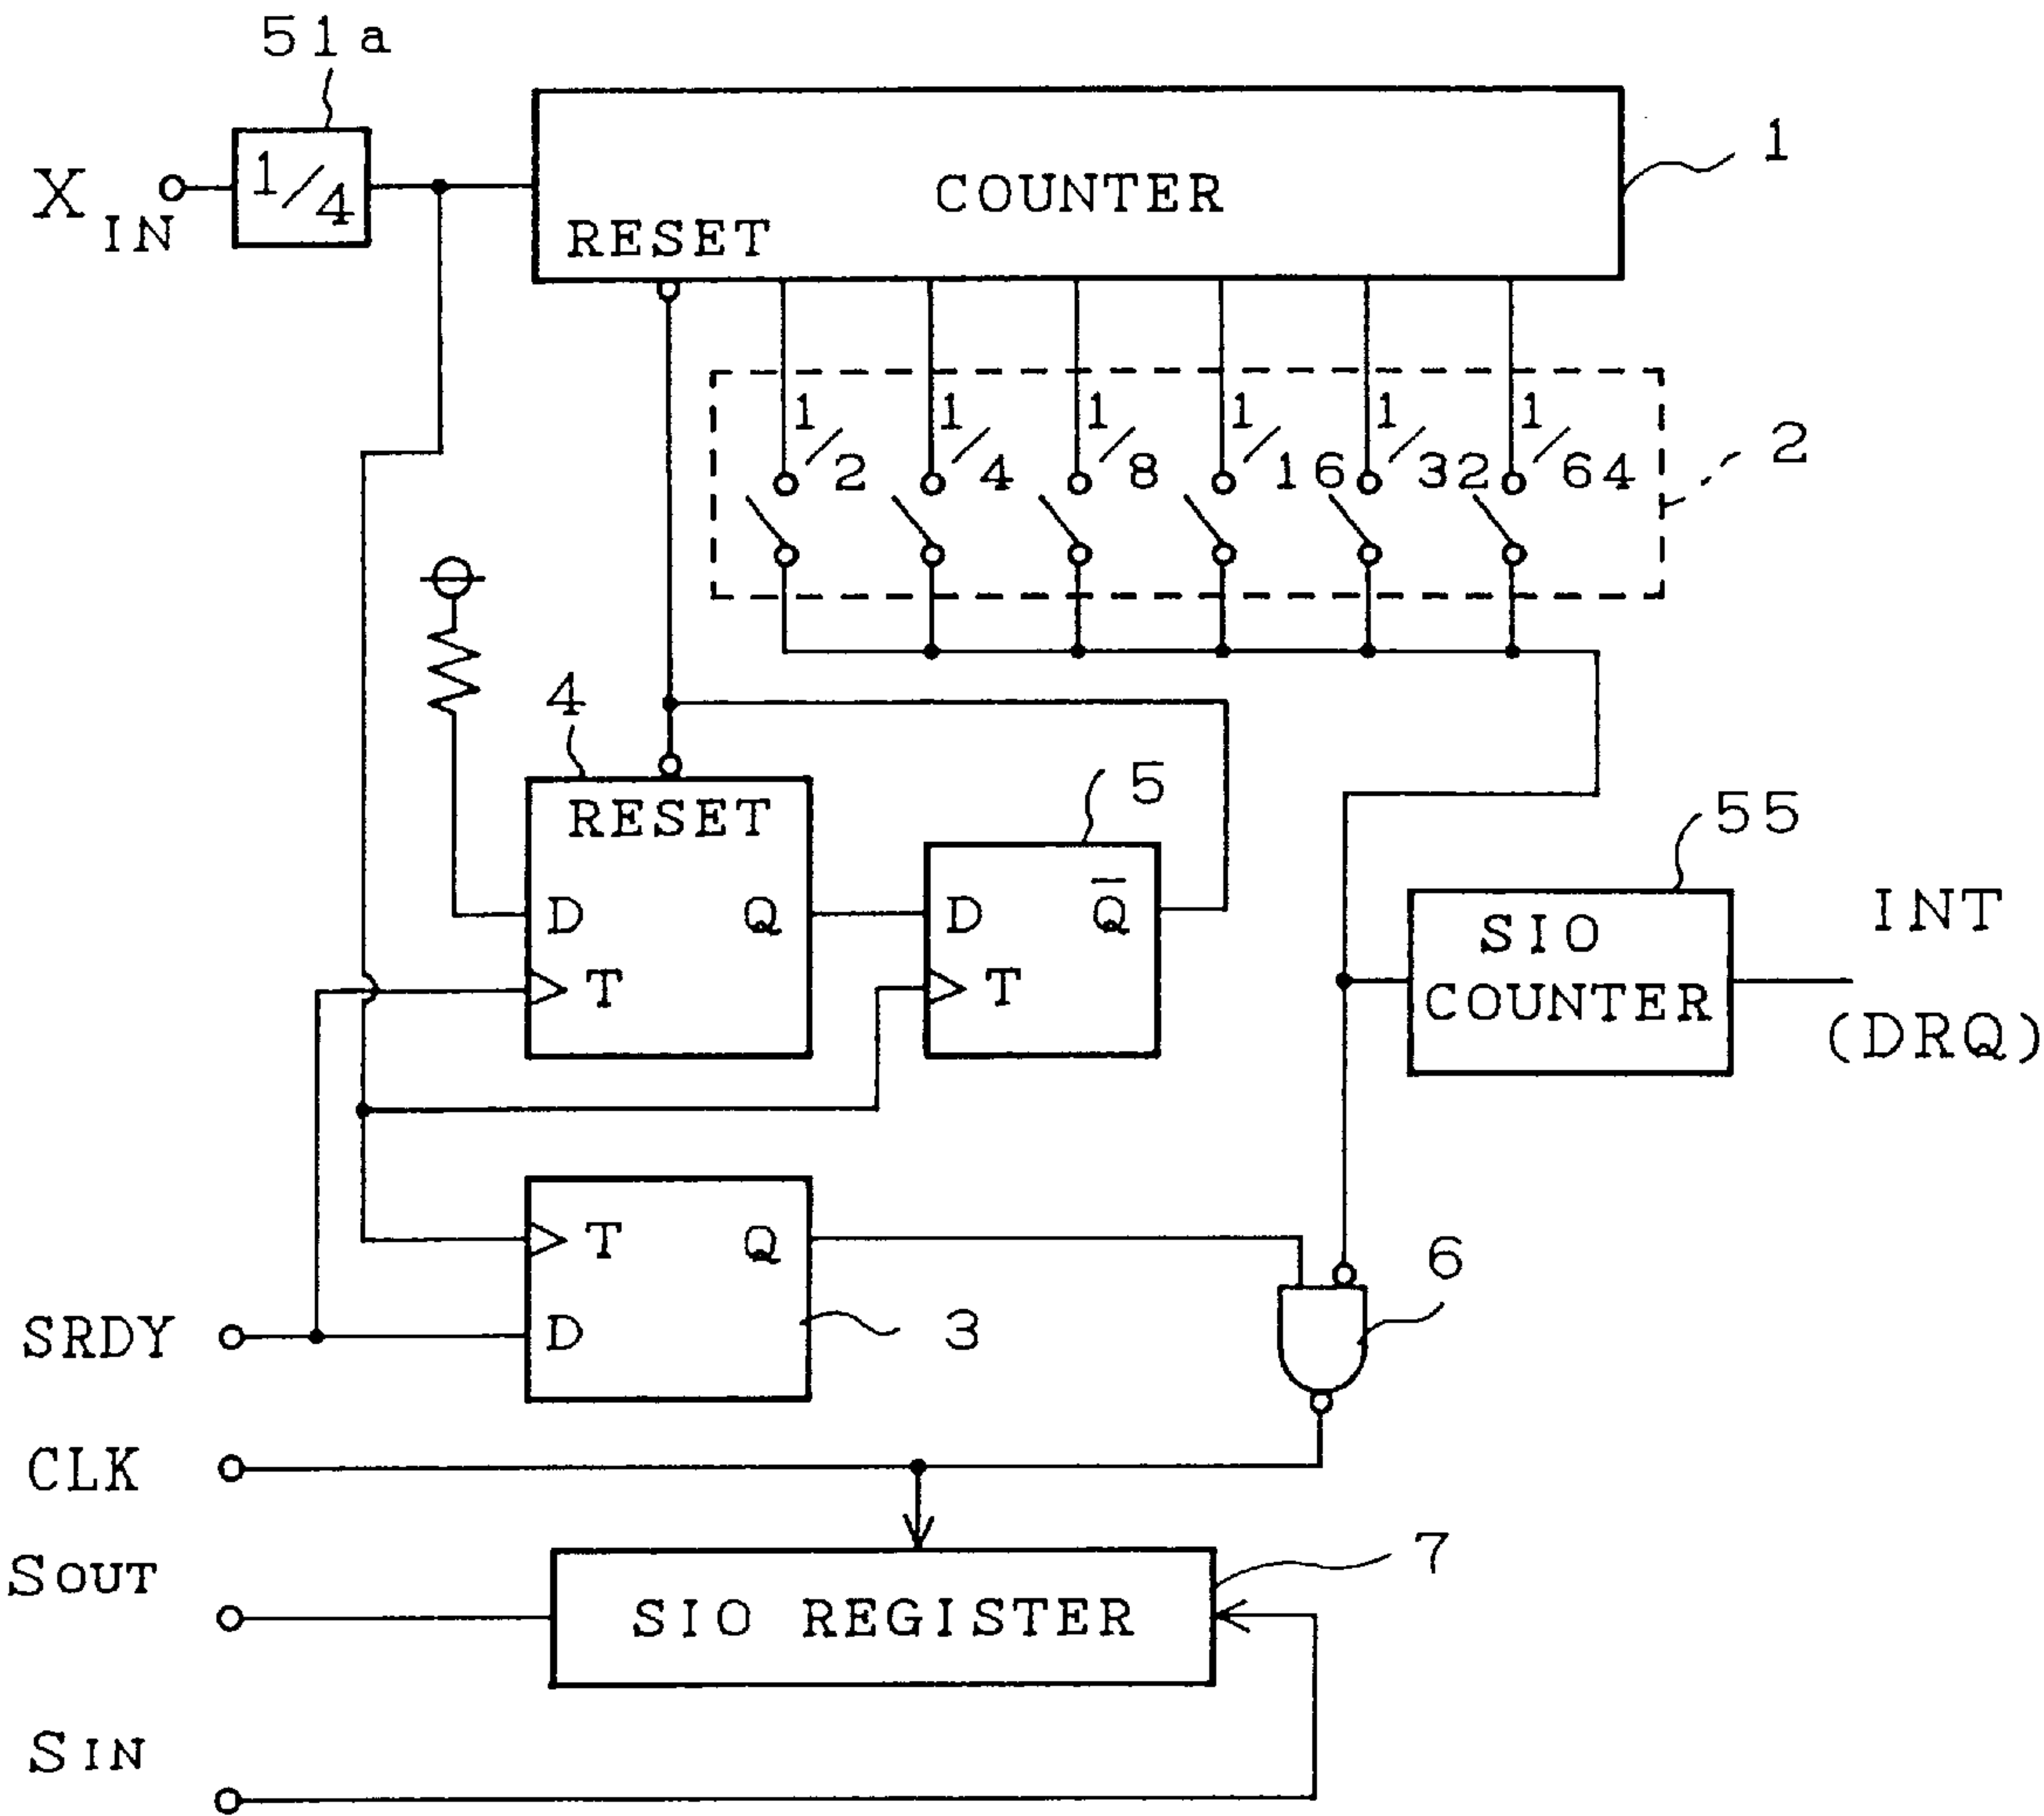 51a
1
X IN
1/4
COUNTER
RESET
1/2 1/4 1/8 1/16 1/32 1/64
2
4
RESET
5
55
D Q
D Q̅
T
T
SIO COUNTER
INT
(DRQ)
T Q
6
SRDY
D
3
CLK
SOUT
7
SIO REGISTER
SIN